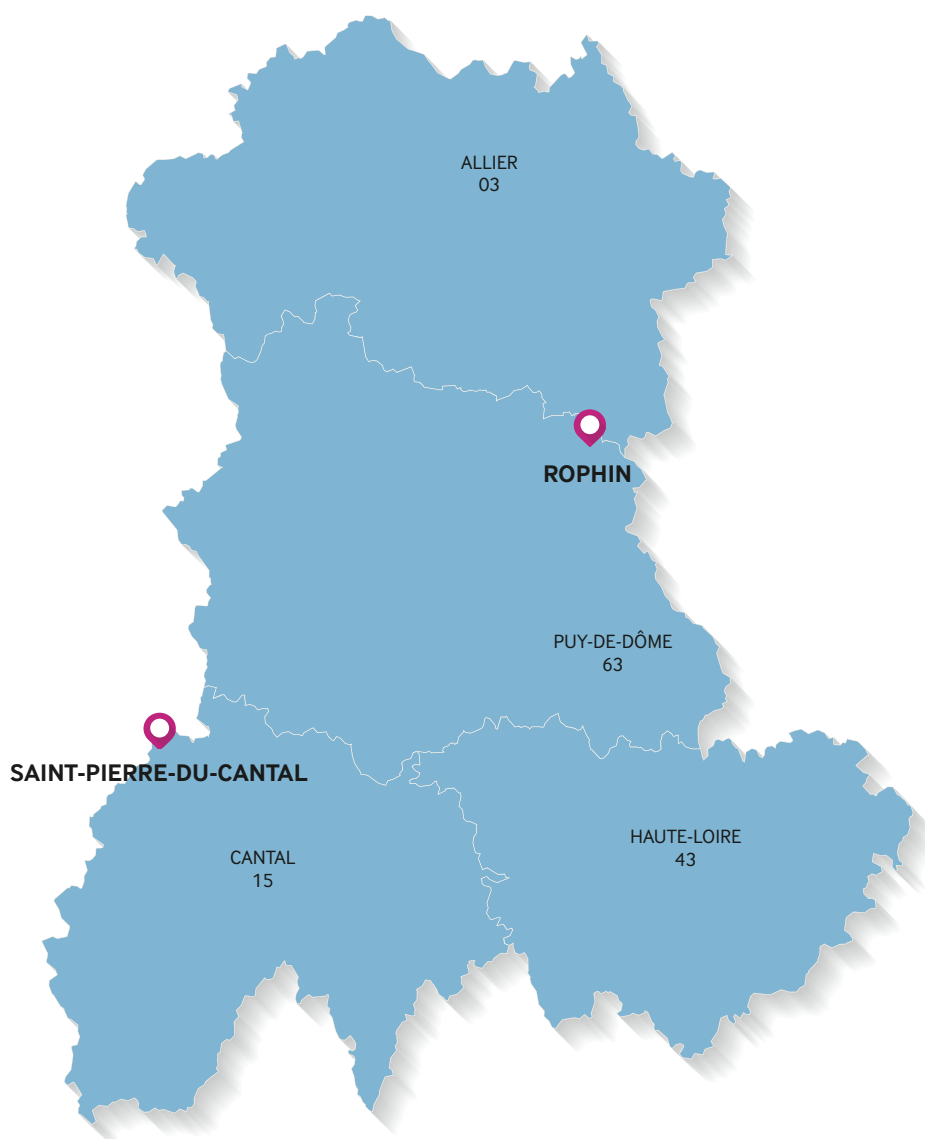 ALLIER
03
ROPHIN
PUY-DE-DÔME
63
SAINT-PIERRE-DU-CANTAL
HAUTE-LOIRE
43
CANTAL
15